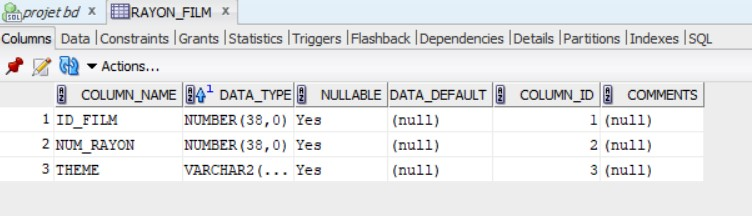 projet bd x RAYON_FILM x
Columns Data Constraints Grants Statistics Triggers Flashback Dependencies Details Partitions Indexes SQL
Actions...
COLUMN_NAME 1 DATA_TYPE NULLABLE DATA_DEFAULT COLUMN_ID COMMENTS
1 ID_FILM NUMBER(38,0) Yes (null) 1 (null)
2 NUM_RAYON NUMBER(38,0) Yes (null) 2 (null)
3 THEME VARCHAR2(... Yes (null) 3 (null)